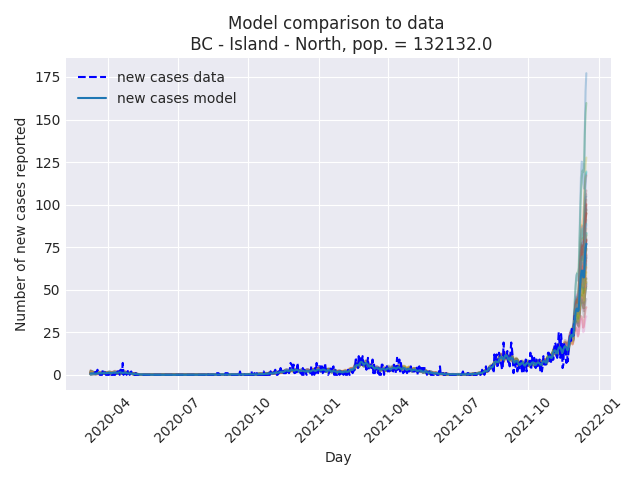 Model comparison to data
BC - Island - North, pop. = 132132.0
new cases data
new cases model
Number of new cases reported
175
150
125
100
75
50
25
0
2020-04
2020-07
2020-10
2021-01
2021-04
2021-07
2021-10
2022-01
Day